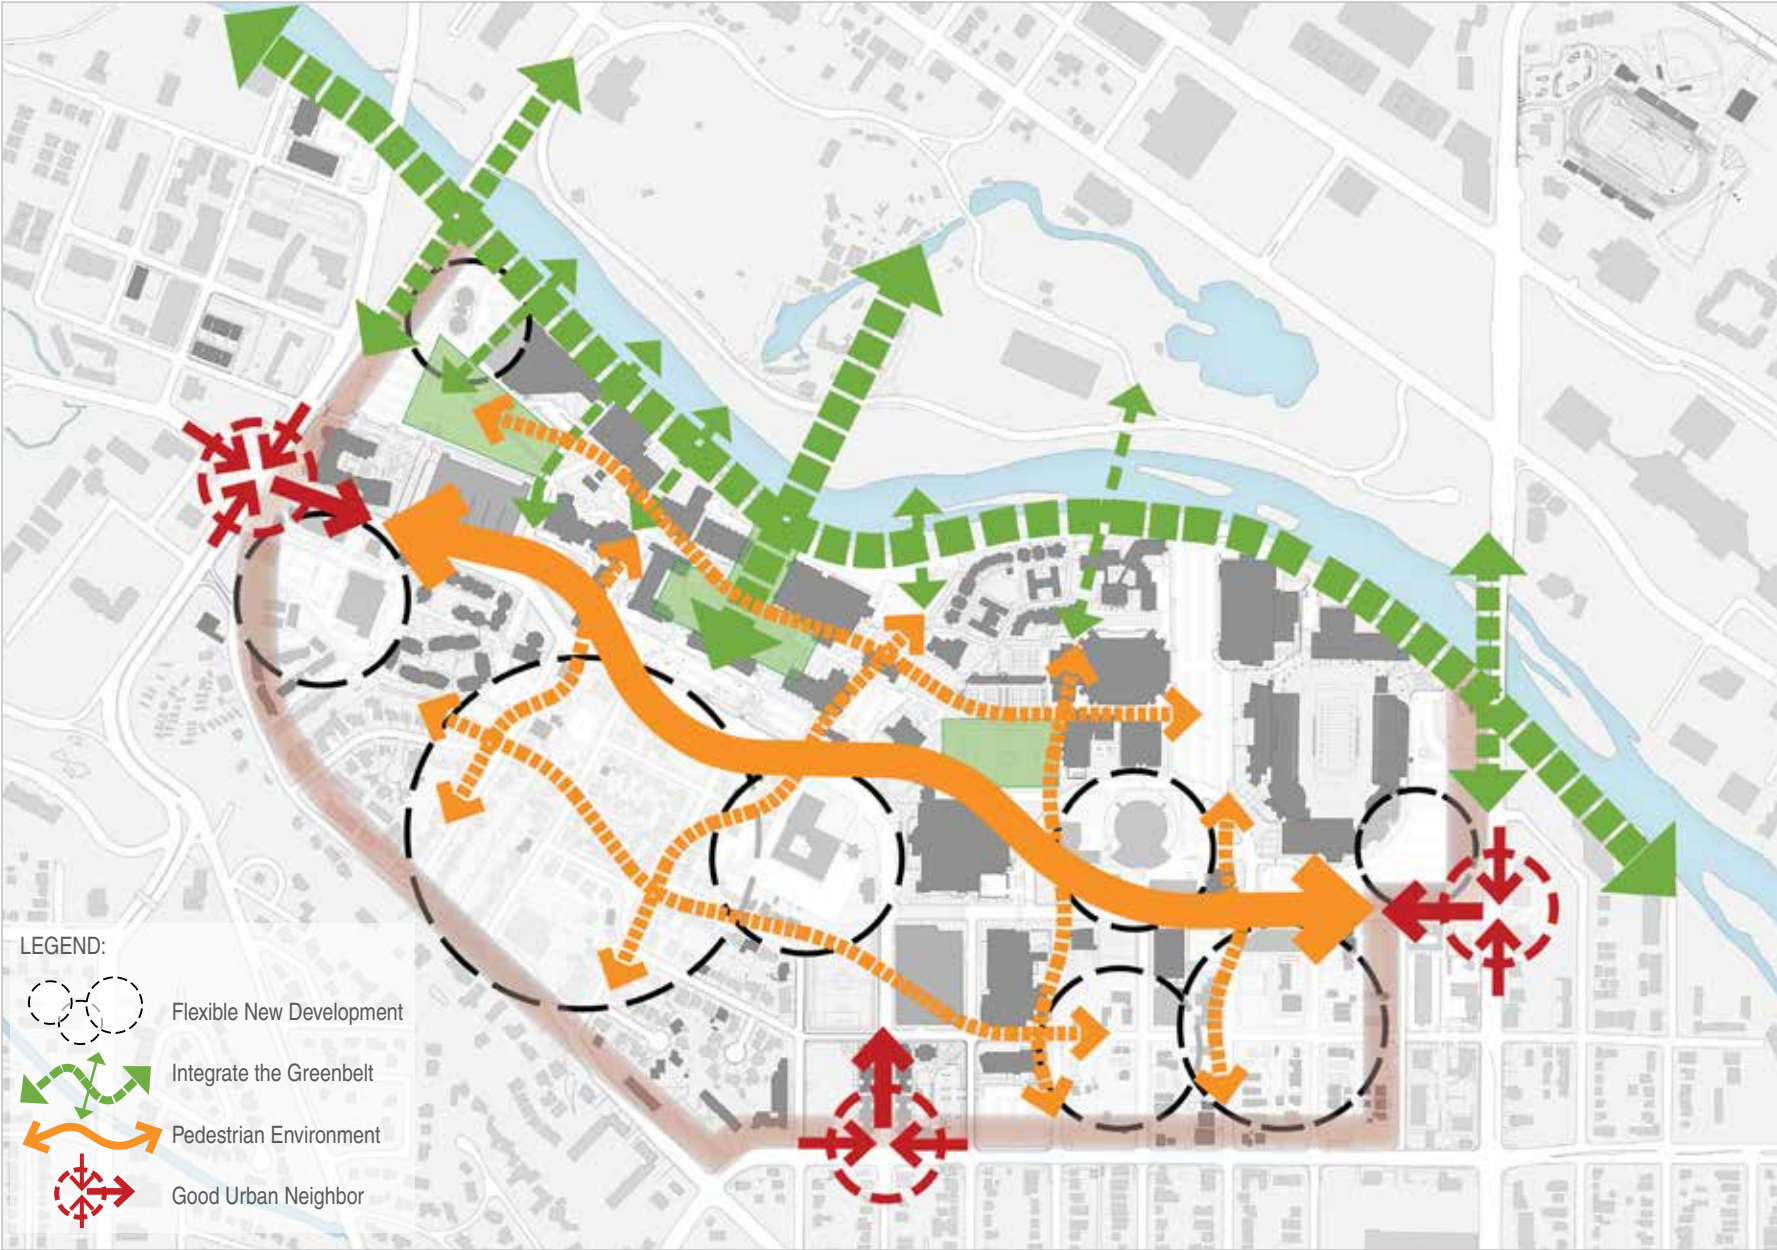 LEGEND:
Flexible New Development
Integrate the Greenbelt
Pedestrian Environment
Good Urban Neighbor